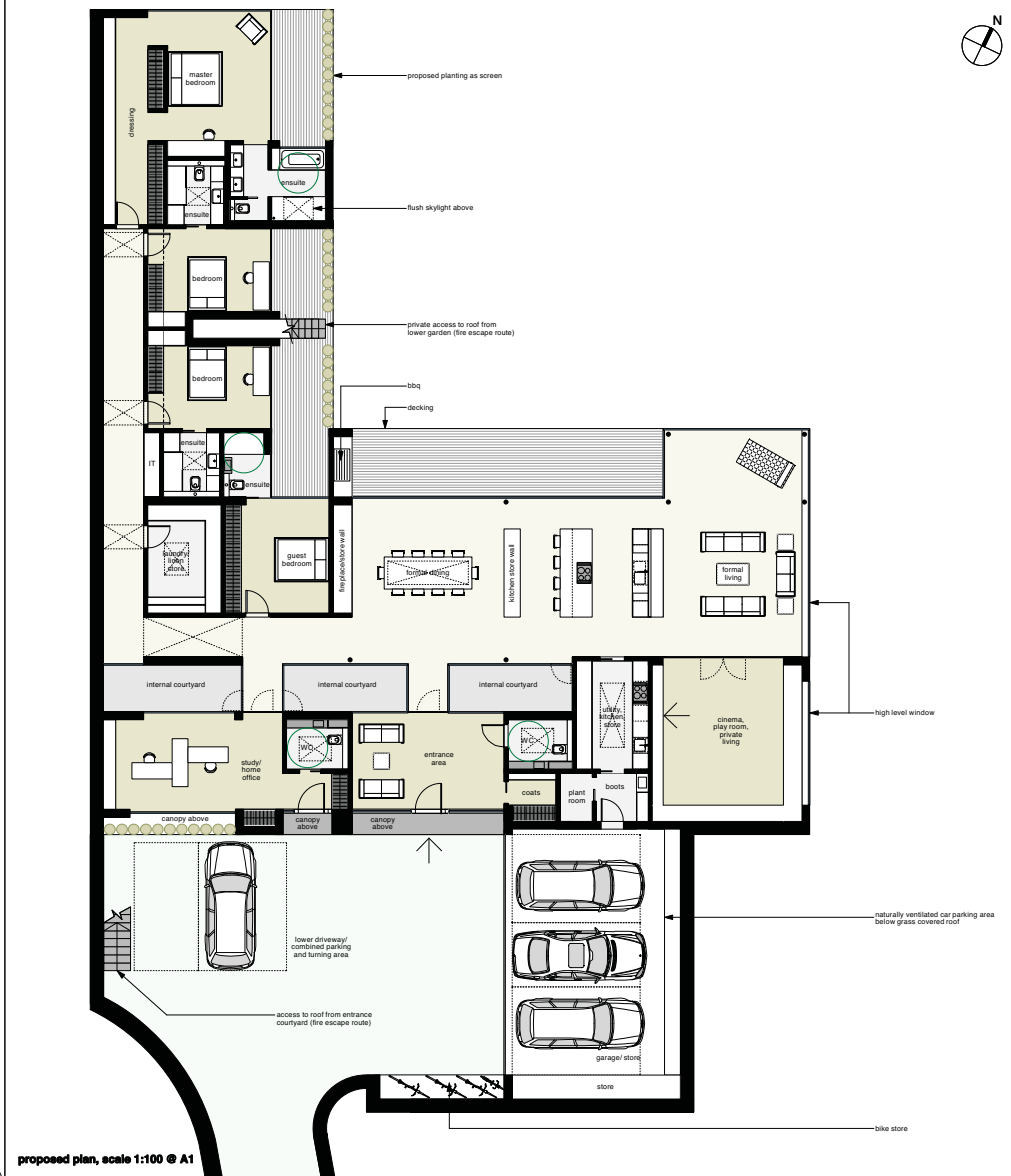 N
master
bedroom
proposed planting as screen
dressing
ensuite
flush skylight above
ensuite
bedroom
private access to roof from
lower garden (fire escape route)
bedroom
bbq
decking
ensuite
IT
ensuite
laundry/
linen
store
guest
bedroom
fireplace/store wall
formal dining
kitchen store wall
formal
living
internal courtyard
internal courtyard
internal courtyard
utility,
kitchen
store
cinema,
play room,
private
living
high level window
study/
home
office
WC
entrance
area
WC
coats
plant
room
boots
canopy above
canopy
above
canopy
above
naturally ventilated car parking area
below grass covered roof
lower driveway/
combined parking
and turning area
access to roof from entrance
courtyard (fire escape route)
garage/ store
store
bike store
proposed plan, scale 1:100 @ A1